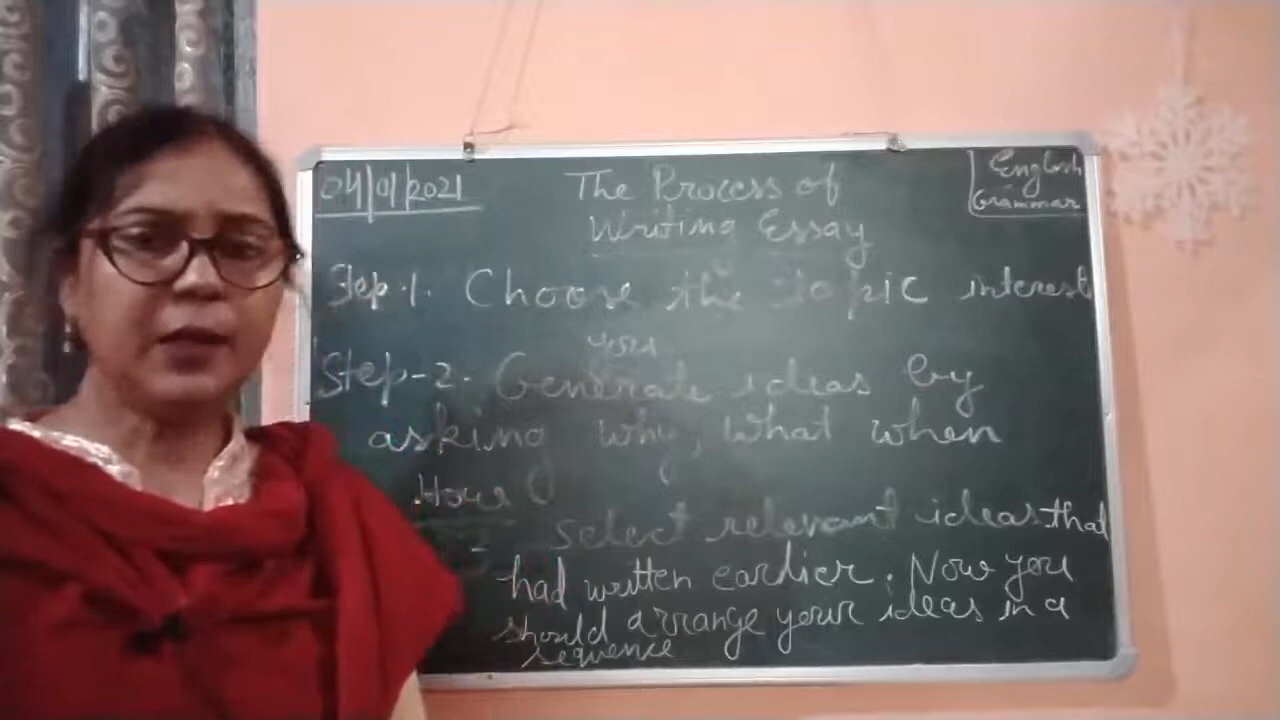 04/01/2021
The Process of
English
Grammar
Writing Essay
Step-1. Choose the topic interest
yours
Step-2. Generate ideas by
asking why, what when
How
select relevant ideas that
had written earlier. Now you
should arrange your ideas in a
sequence